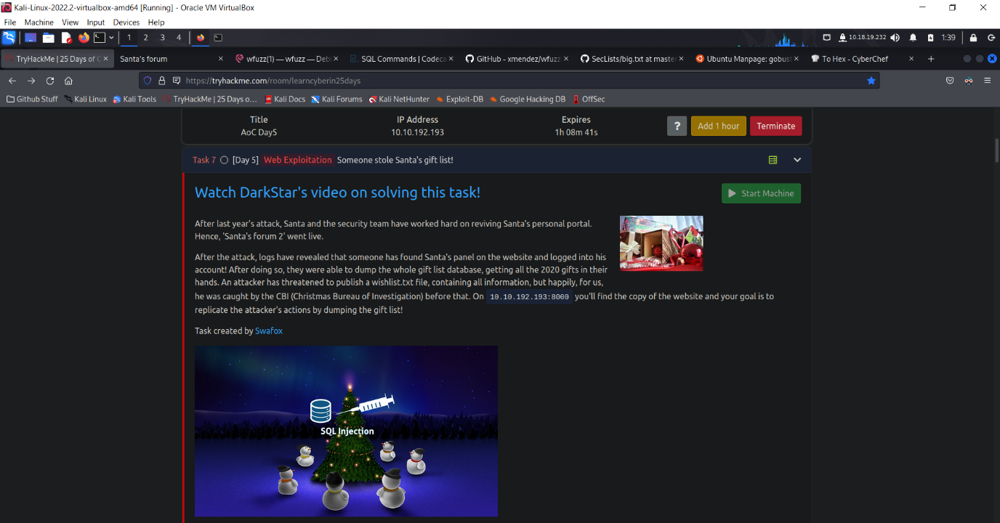 Kali-Linux-2022.2-virtualbox-amd64 [Running] - Oracle VM VirtualBox
File Machine View Input Devices Help
1 2 3 4 10.18.19.232 1:39
TryHackMe | 25 Days of C Santa's forum wfuzz(1) — wfuzz — Debi SQL Commands | Codeca GitHub - xmendez/wfuzz SecLists/big.txt at master Ubuntu Manpage: gobust To Hex - CyberChef
https://tryhackme.com/room/learncyberin25days
Github Stuff Kali Linux Kali Tools TryHackMe | 25 Days o… Kali Docs Kali Forums Kali NetHunter Exploit-DB Google Hacking DB OffSec
Title IP Address Expires
AoC Day5 10.10.192.193 1h 08m 41s ? Add 1 hour Terminate
Task 7 [Day 5] Web Exploitation Someone stole Santa's gift list!
Watch DarkStar's video on solving this task!
Start Machine
After last year's attack, Santa and the security team have worked hard on reviving Santa's personal portal.
Hence, 'Santa's forum 2' went live.
After the attack, logs have revealed that someone has found Santa's panel on the website and logged into his
account! After doing so, they were able to dump the whole gift list database, getting all the 2020 gifts in their
hands. An attacker has threatened to publish a wishlist.txt file, containing all information, but happily, for us,
he was caught by the CBI (Christmas Bureau of Investigation) before that. On 10.10.192.193:8000 you'll find the copy of the website and your goal is to
replicate the attacker's actions by dumping the gift list!
Task created by Swafox
SQL Injection